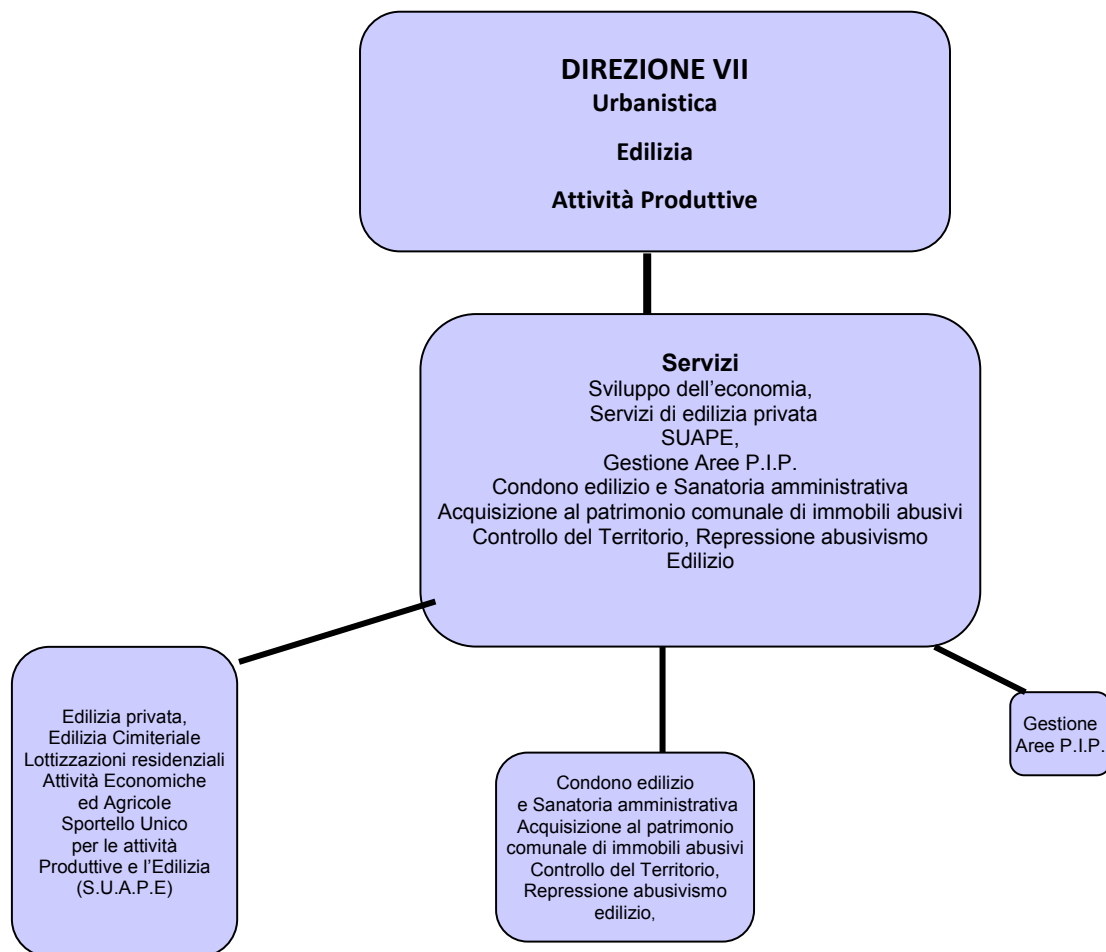 DIREZIONE VII
Urbanistica
Edilizia
Attività Produttive
Servizi
Sviluppo dell’economia,
Servizi di edilizia privata
SUAPE,
Gestione Aree P.I.P.
Condono edilizio e Sanatoria amministrativa
Acquisizione al patrimonio comunale di immobili abusivi
Controllo del Territorio, Repressione abusivismo
Edilizio
Edilizia privata,
Edilizia Cimiteriale
Lottizzazioni residenziali
Attività Economiche
ed Agricole
Sportello Unico
per le attività
Produttive e l’Edilizia
(S.U.A.P.E)
Condono edilizio
e Sanatoria amministrativa
Acquisizione al patrimonio
comunale di immobili abusivi
Controllo del Territorio,
Repressione abusivismo
edilizio,
Gestione
Aree P.I.P.